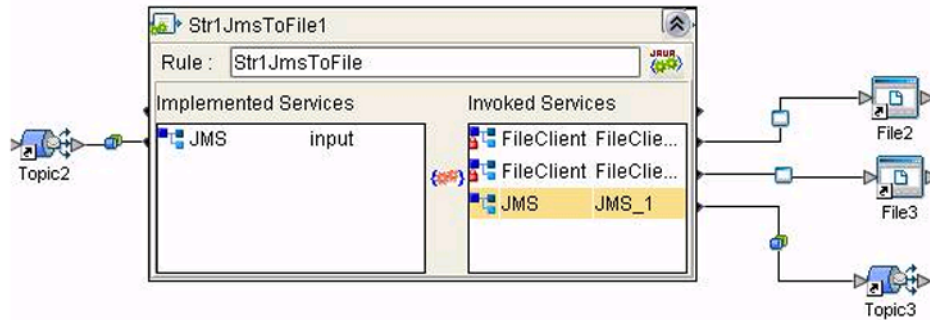 Str1JmsToFile1
Rule : Str1JmsToFile
JAVA
Implemented Services Invoked Services
JMS input
FileClient FileClie...
FileClient FileClie...
JMS JMS_1
Topic2
File2
File3
Topic3